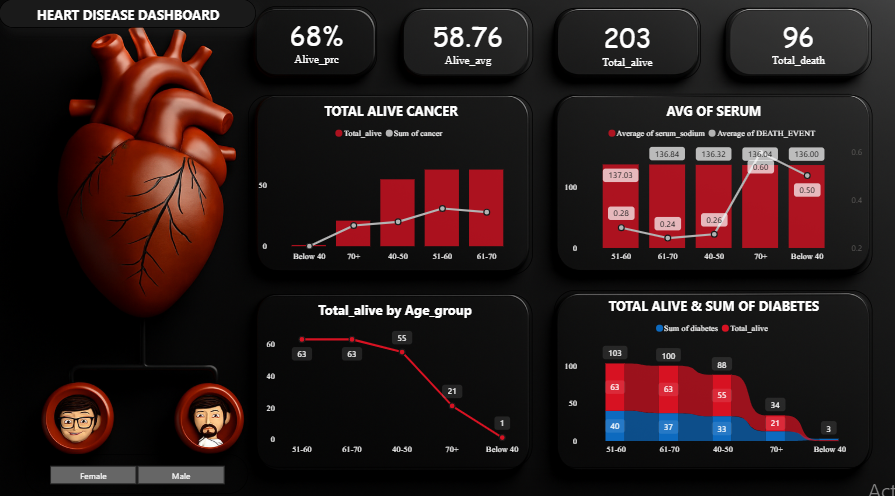 HEART DISEASE DASHBOARD
68%
Alive_prc
58.76
Alive_avg
203
Total_alive
96
Total_death
TOTAL ALIVE CANCER
Total_alive Sum of cancer
50
0
Below 40 70+ 40-50 51-60 61-70
AVG OF SERUM
Average of serum_sodium Average of DEATH_EVENT
136.84 136.32 136.04 136.00 0.6
137.03 0.60
100 0.50
0.28 0.24 0.26 0.4
0 0.2
51-60 61-70 40-50 70+ Below 40
Total_alive by Age_group
60 63 63 55
40
20 21
0 1
51-60 61-70 40-50 70+ Below 40
TOTAL ALIVE & SUM OF DIABETES
Sum of diabetes Total_alive
103 100 88
100
63 63 55 34
50
40 37 33 21 3
0
51-60 61-70 40-50 70+ Below 40
Female Male